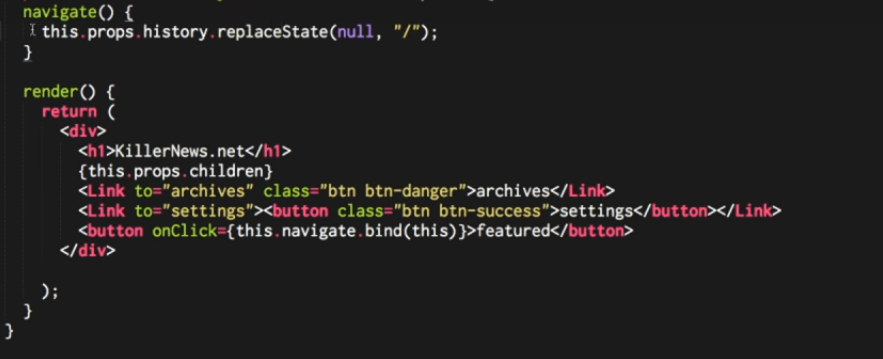 navigate() {
this.props.history.replaceState(null, "/");
}
render() {
return (
<div>
<h1>KillerNews.net</h1>
{this.props.children}
<Link to="archives" class="btn btn-danger">archives</Link>
<Link to="settings"><button class="btn btn-success">settings</button></Link>
<button onClick={this.navigate.bind(this)}>featured</button>
</div>
);
}
}